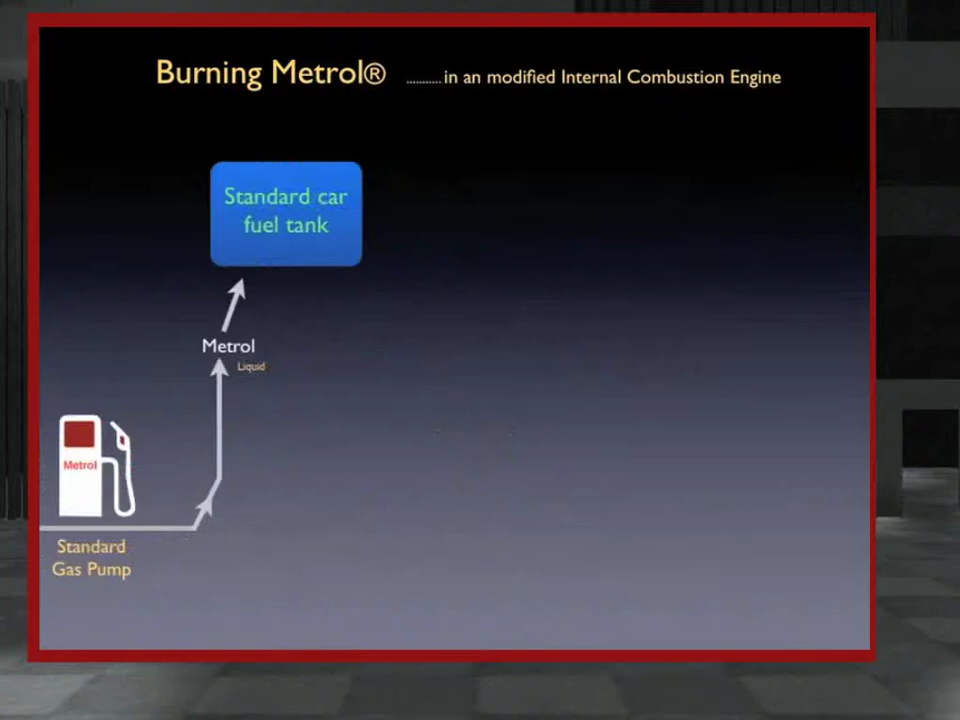 Burning Metrol® ........... in an modified Internal Combustion Engine
Standard car
fuel tank
Metrol
Liquid
Metrol
Standard
Gas Pump